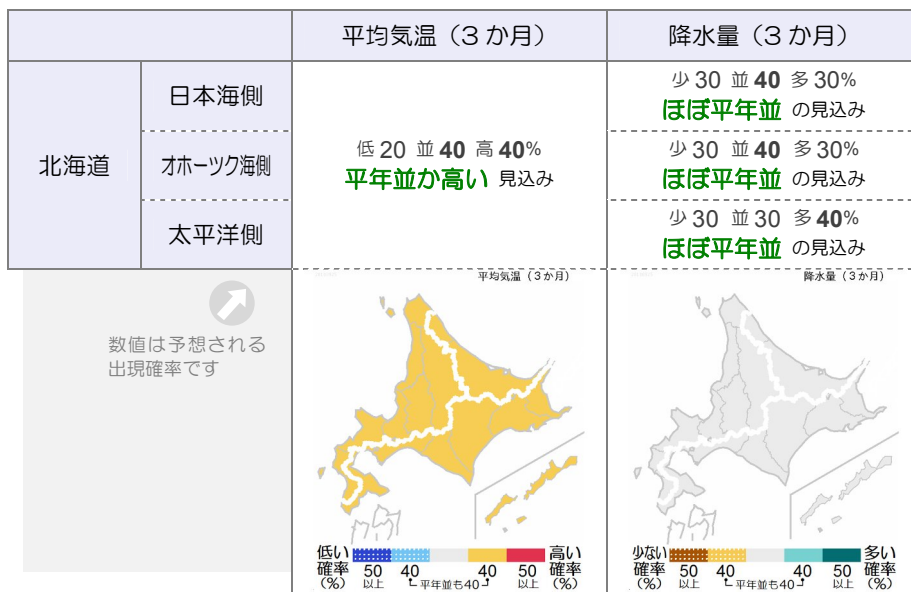 平均気温（3か月）
降水量（3か月）
北海道
日本海側
オホーツク海側
太平洋側
低20 並40 高40%
平年並か高い 見込み
少30 並40 多30%
ほぼ平年並 の見込み
少30 並40 多30%
ほぼ平年並 の見込み
少30 並30 多40%
ほぼ平年並 の見込み
数値は予想される
出現確率です
平均気温（3か月）
低い
確率
(%)
50
以上
40
平年並も40
40
50
以上
高い
確率
(%)
降水量（3か月）
少ない
確率
(%)
50
以上
40
平年並も40
40
50
以上
多い
確率
(%)